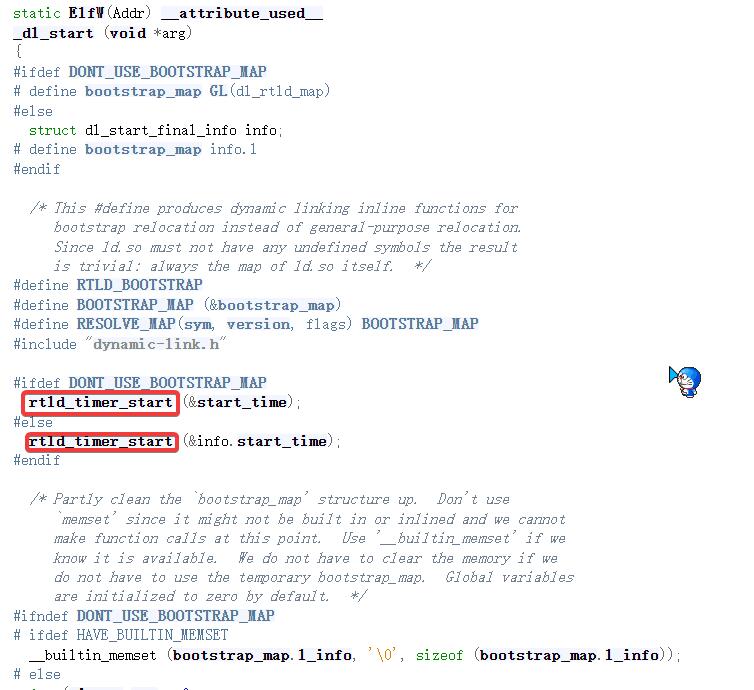 static ElfW(Addr) __attribute_used__
_dl_start (void *arg)
{
#ifdef DONT_USE_BOOTSTRAP_MAP
# define bootstrap_map GL(dl_rtld_map)
#else
  struct dl_start_final_info info;
# define bootstrap_map info.l
#endif

  /* This #define produces dynamic linking inline functions for
     bootstrap relocation instead of general-purpose relocation.
     Since ld.so must not have any undefined symbols the result
     is trivial: always the map of ld.so itself.  */
#define RTLD_BOOTSTRAP
#define BOOTSTRAP_MAP (&bootstrap_map)
#define RESOLVE_MAP(sym, version, flags) BOOTSTRAP_MAP
#include "dynamic-link.h"

#ifdef DONT_USE_BOOTSTRAP_MAP
  rtld_timer_start (&start_time);
#else
  rtld_timer_start (&info.start_time);
#endif

  /* Partly clean the `bootstrap_map' structure up.  Don't use
     `memset' since it might not be built in or inlined and we cannot
     make function calls at this point.  Use '__builtin_memset' if we
     know it is available.  We do not have to clear the memory if we
     do not have to use the temporary bootstrap_map.  Global variables
     are initialized to zero by default.  */
#ifndef DONT_USE_BOOTSTRAP_MAP
# ifdef HAVE_BUILTIN_MEMSET
  __builtin_memset (bootstrap_map.l_info, '\0', sizeof (bootstrap_map.l_info));
# else